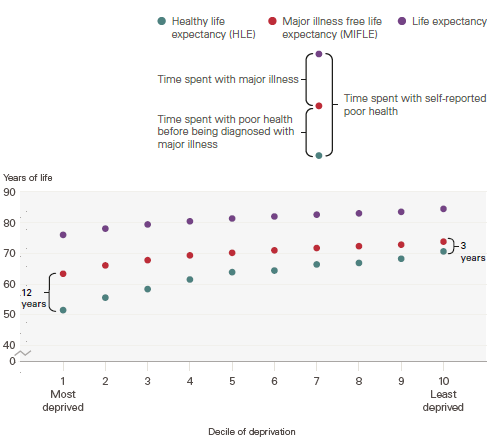 Healthy life
expectancy (HLE)
Major illness free life
expectancy (MIFLE)
Life expectancy
Time spent with major illness
Time spent with self-reported
poor health
Time spent with poor health
before being diagnosed with
major illness
Years of life
90
80
70
60
50
40
0
12
years
3
years
1 2 3 4 5 6 7 8 9 10
Most
deprived
Least
deprived
Decile of deprivation